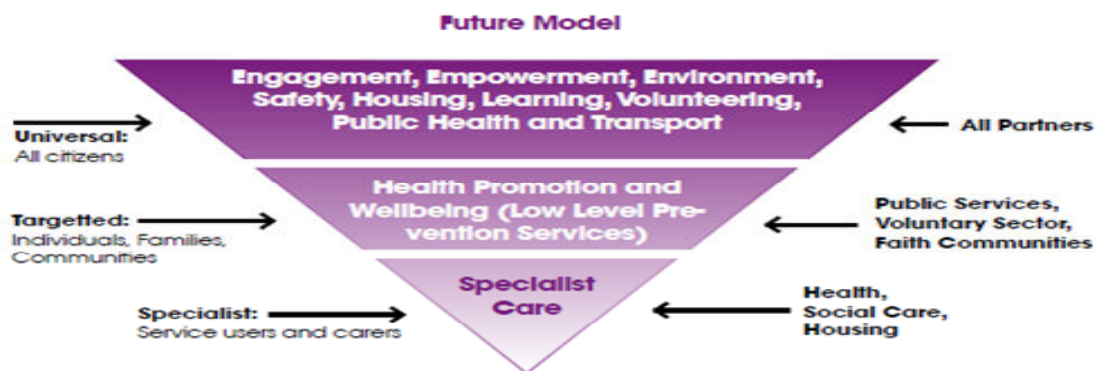 Future Model
Engagement, Empowerment, Environment,
Safety, Housing, Learning, Volunteering,
Public Health and Transport
Universal:
All citizens
All Partners
Health Promotion and
Wellbeing (Low Level Pre-
vention Services)
Targetted:
Individuals, Families,
Communities
Public Services,
Voluntary Sector,
Faith Communities
Specialist
Care
Specialist:
Service users and carers
Health,
Social Care,
Housing